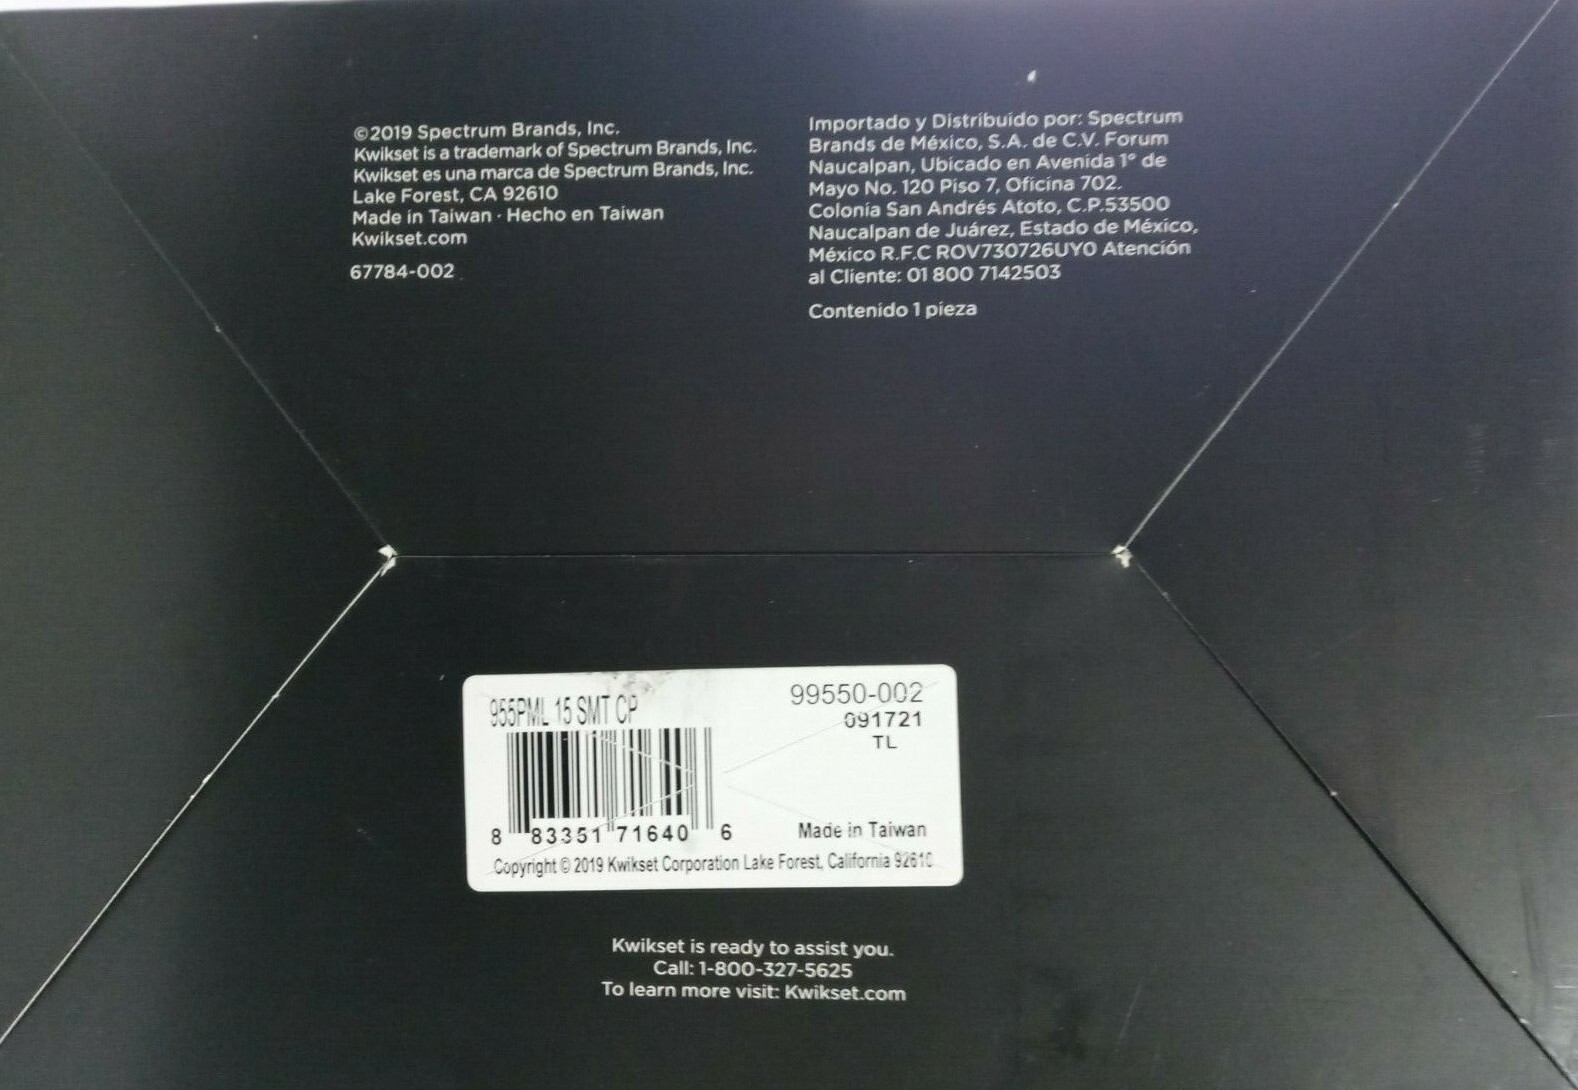 ©2019 Spectrum Brands, Inc.
Kwikset is a trademark of Spectrum Brands, Inc.
Kwikset es una marca de Spectrum Brands, Inc.
Lake Forest, CA 92610
Made in Taiwan · Hecho en Taiwan
Kwikset.com
67784-002
Importado y Distribuido por: Spectrum
Brands de México, S.A. de C.V. Forum
Naucalpan, Ubicado en Avenida 1° de
Mayo No. 120 Piso 7, Oficina 702.
Colonia San Andrés Atoto, C.P.53500
Naucalpan de Juárez, Estado de México,
México R.F.C ROV730726UY0 Atención
al Cliente: 01 800 7142503
Contenido 1 pieza
955PML 15 SMT CP
99550-002
091721
TL
8 83351 71640 6
Made in Taiwan
Copyright © 2019 Kwikset Corporation Lake Forest, California 92610
Kwikset is ready to assist you.
Call: 1-800-327-5625
To learn more visit: Kwikset.com